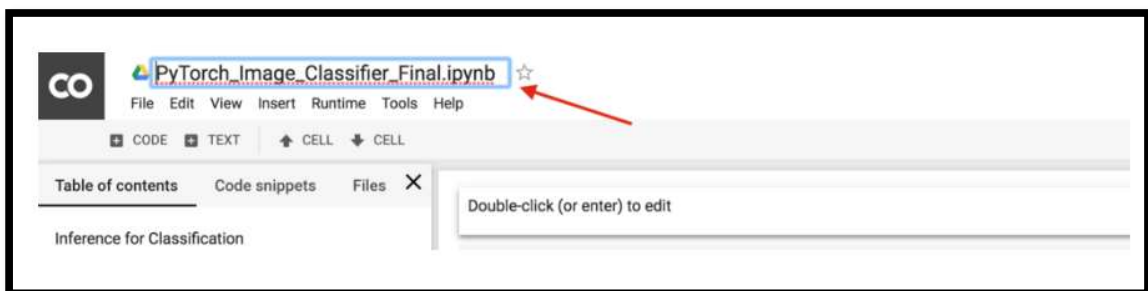 CO
PyTorch_Image_Classifier_Final.ipynb
File Edit View Insert Runtime Tools Help
CODE TEXT CELL CELL
Table of contents Code snippets Files
Double-click (or enter) to edit
Inference for Classification